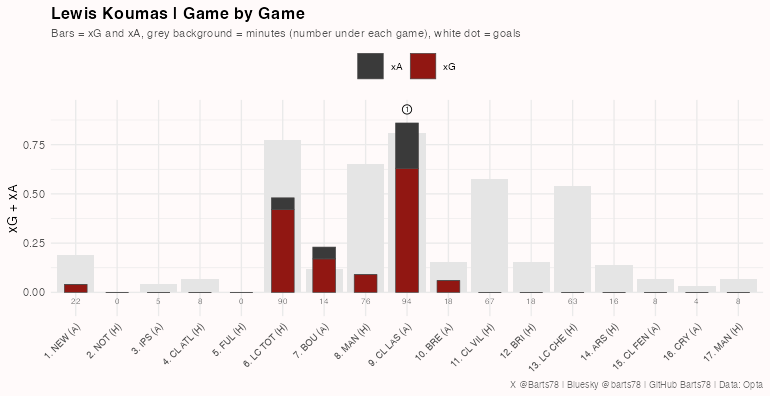 Lewis Koumas | Game by Game
Bars = xG and xA, grey background = minutes (number under each game), white dot = goals
xA xG
1
xG + xA
0.75
0.50
0.25
0.00
22 0 5 8 0 90 14 76 94 18 67 18 63 16 8 4 8
1. NEW (A)
2. NOT (H)
3. IPS (A)
4. CL ATL (H)
5. FUL (H)
6. LC TOT (H)
7. BOU (A)
8. MAN (H)
9. CL LAS (A)
10. BRE (A)
11. CL VIL (H)
12. BRI (H)
13. LC CHE (H)
14. ARS (H)
15. CL FEN (A)
16. CRY (A)
17. MAN (H)
X @Barts78 | Bluesky @barts78 | GitHub Barts78 | Data: Opta